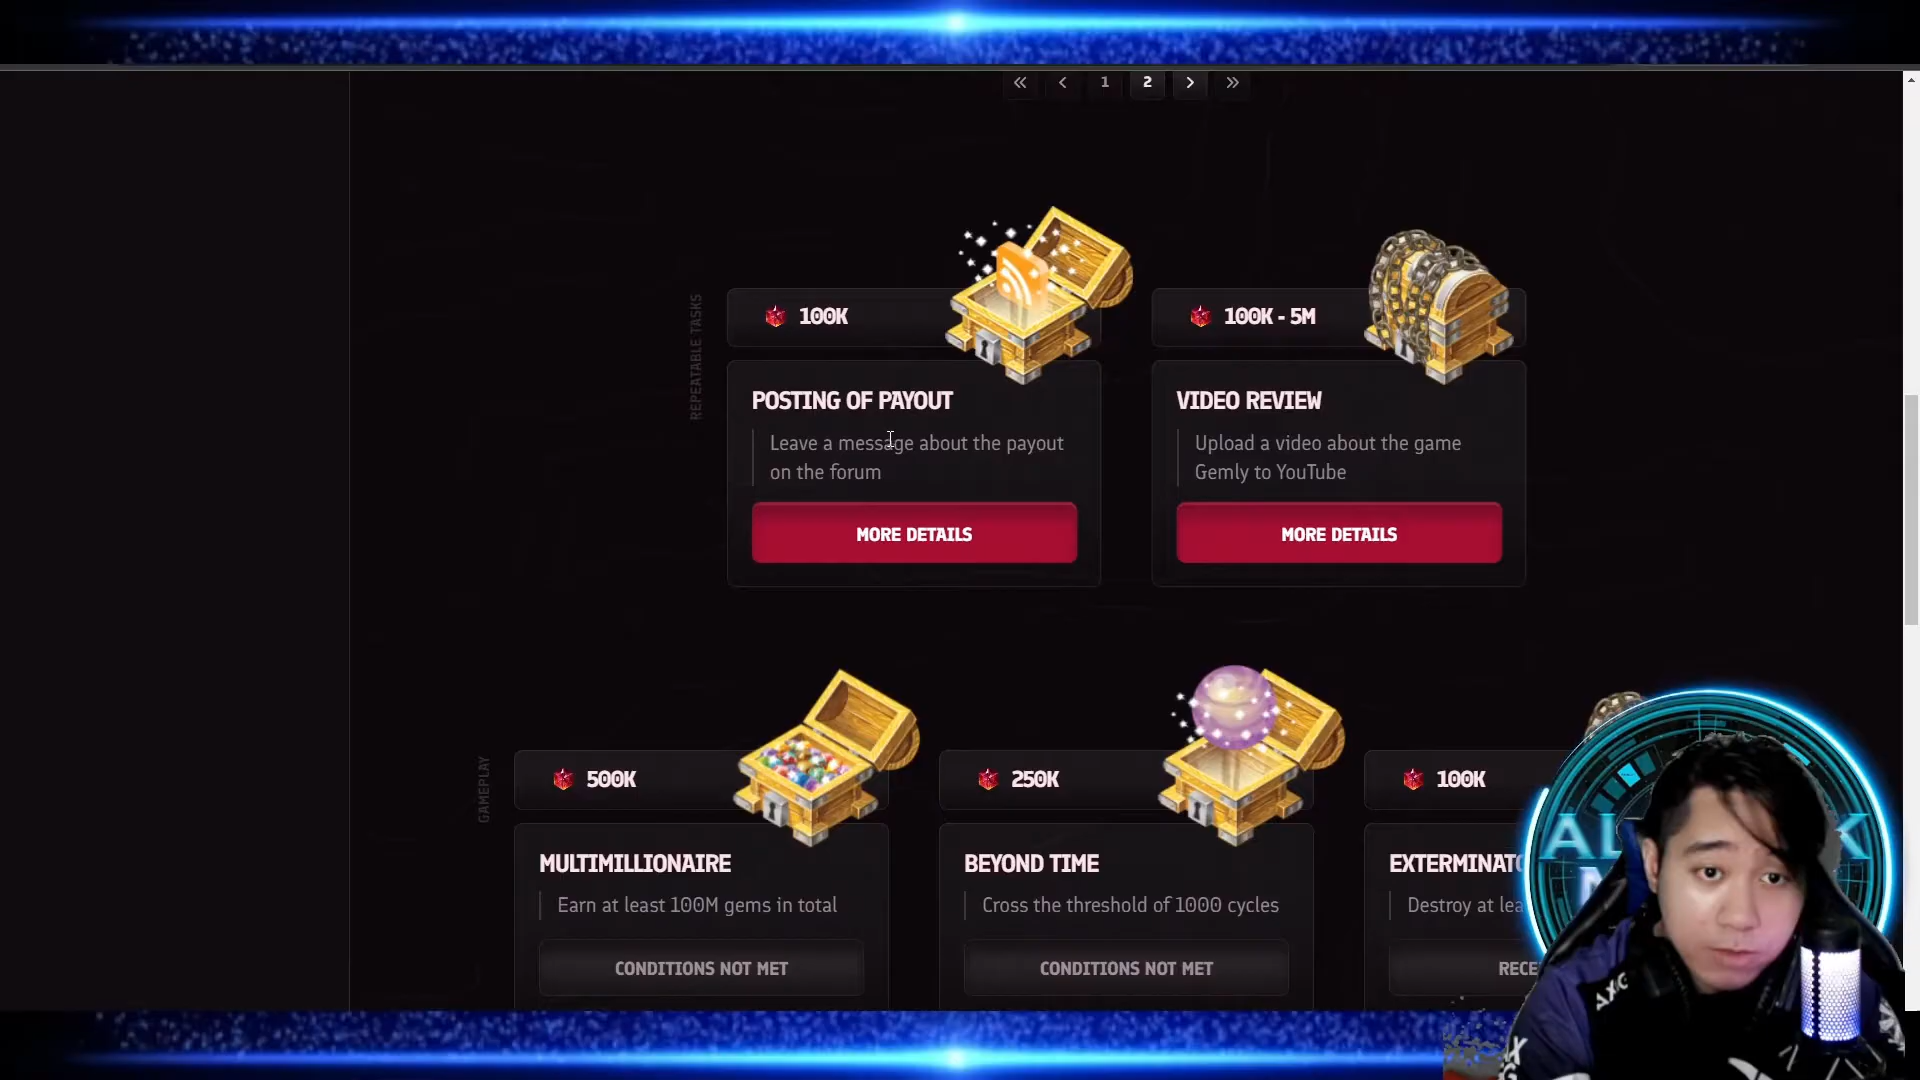 « ‹ 1 2 › »
REPEATABLE TASKS
100K
100K - 5M
POSTING OF PAYOUT
Leave a message about the payout
on the forum
MORE DETAILS
VIDEO REVIEW
Upload a video about the game
Gemly to YouTube
MORE DETAILS
GAMEPLAY
500K
250K
100K
MULTIMILLIONAIRE
Earn at least 100M gems in total
CONDITIONS NOT MET
BEYOND TIME
Cross the threshold of 1000 cycles
CONDITIONS NOT MET
EXTERMINATO
Destroy at lea
RECE